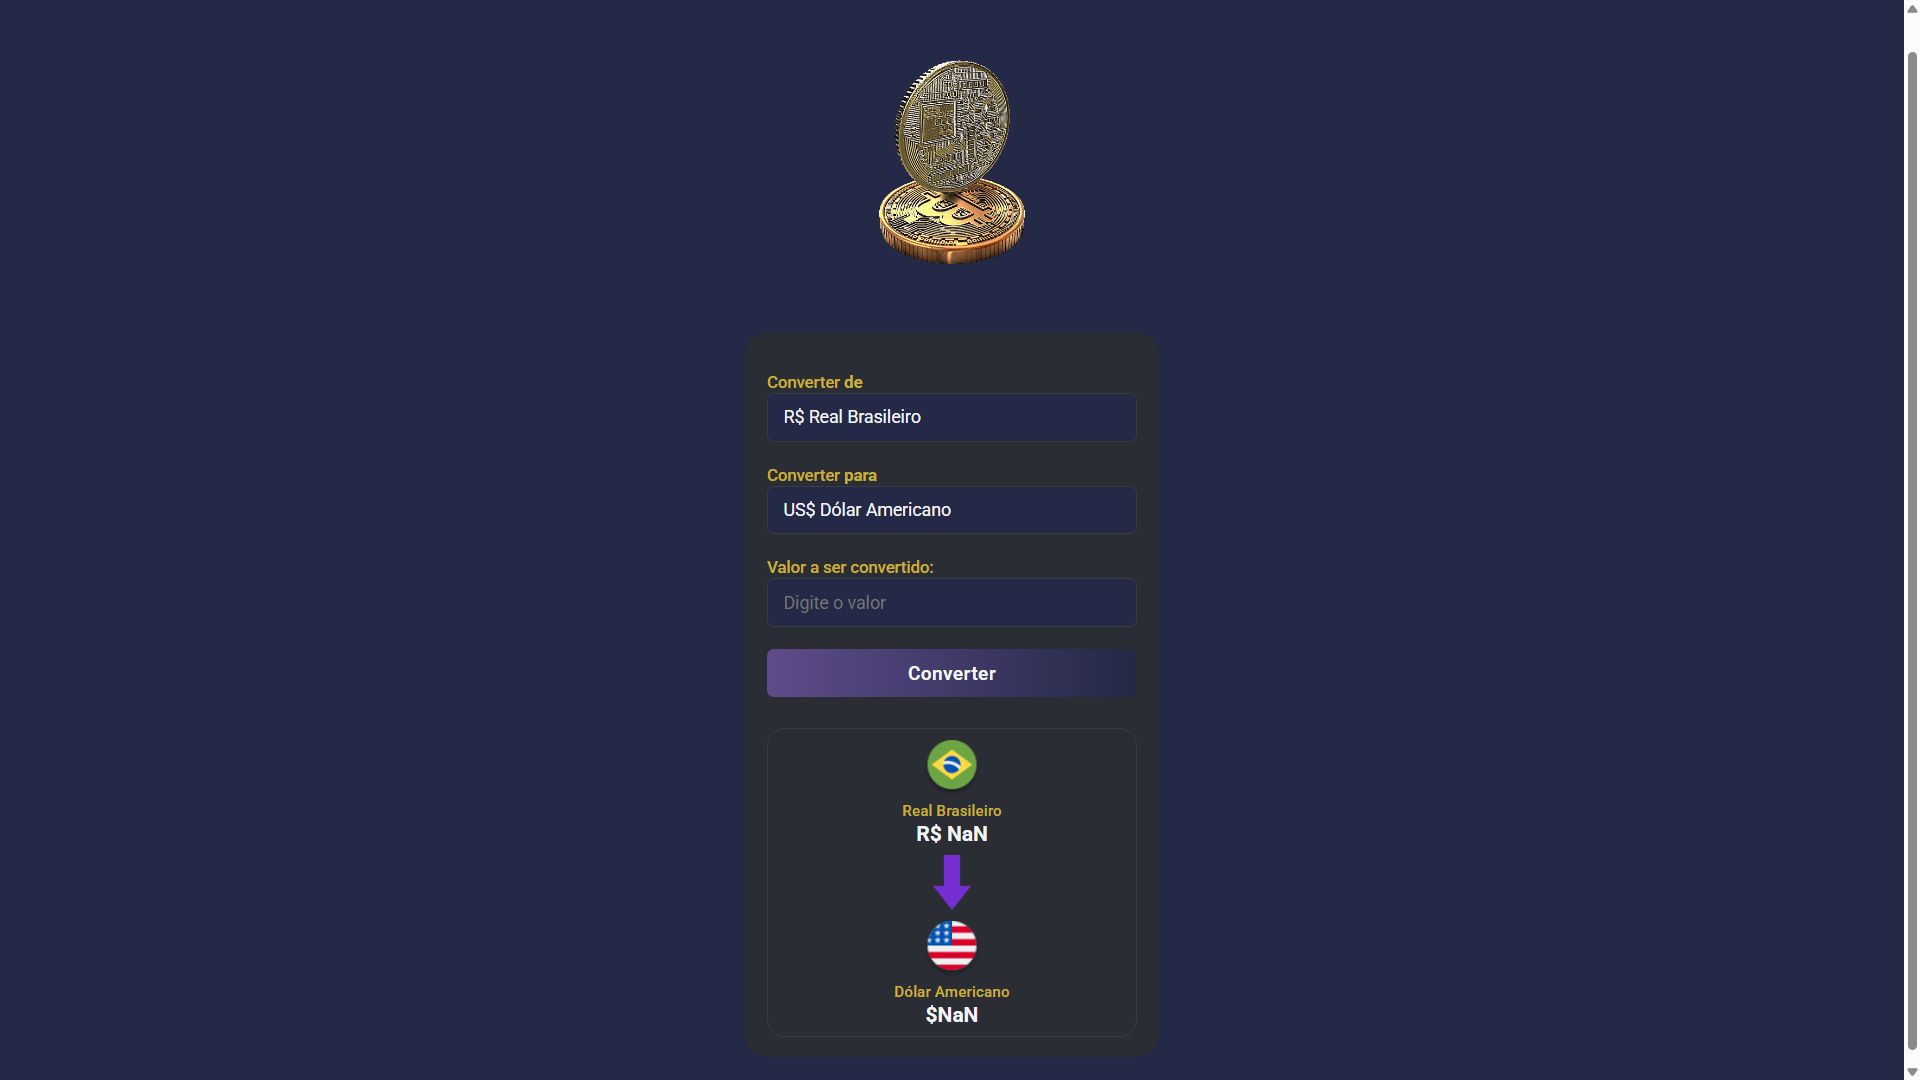 Converter de
R$ Real Brasileiro
Converter para
US$ Dólar Americano
Valor a ser convertido:
Digite o valor
Converter
Real Brasileiro
R$ NaN
Dólar Americano
$NaN